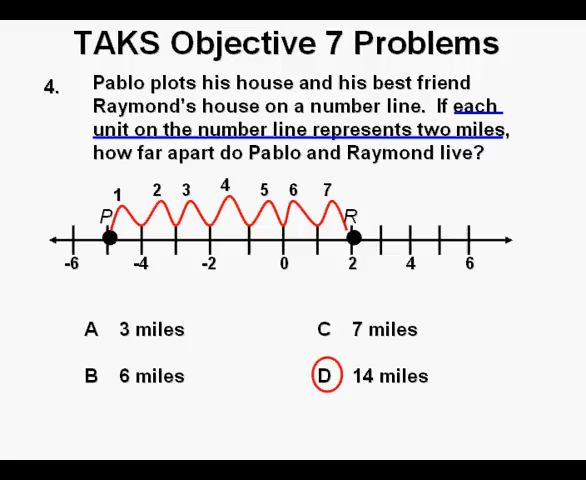 TAKS Objective 7 Problems
4. Pablo plots his house and his best friend
Raymond's house on a number line. If each
unit on the number line represents two miles,
how far apart do Pablo and Raymond live?
1 2 3 4 5 6 7
P R
-6 -4 -2 0 2 4 6
A 3 miles C 7 miles
B 6 miles D 14 miles